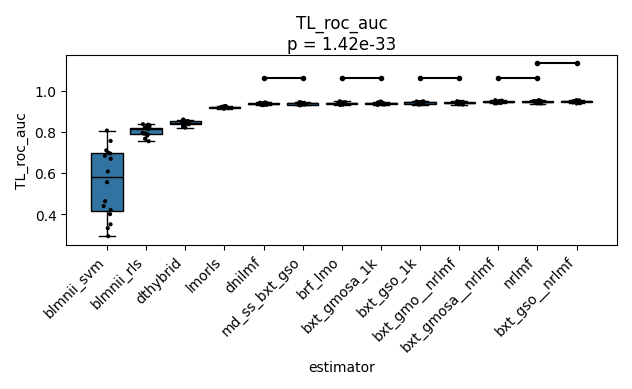 TL_roc_auc
p = 1.42e-33
TL_roc_auc
1.0
0.8
0.6
0.4
blmnii_svm
blmnii_rls
dthybrid
lmorls
dnilmf
md_ss_bxt_gso
brf_lmo
bxt_gmosa_1k
bxt_gso_1k
bxt_gmo__nrlmf
bxt_gmosa__nrlmf
nrlmf
bxt_gso__nrlmf
estimator